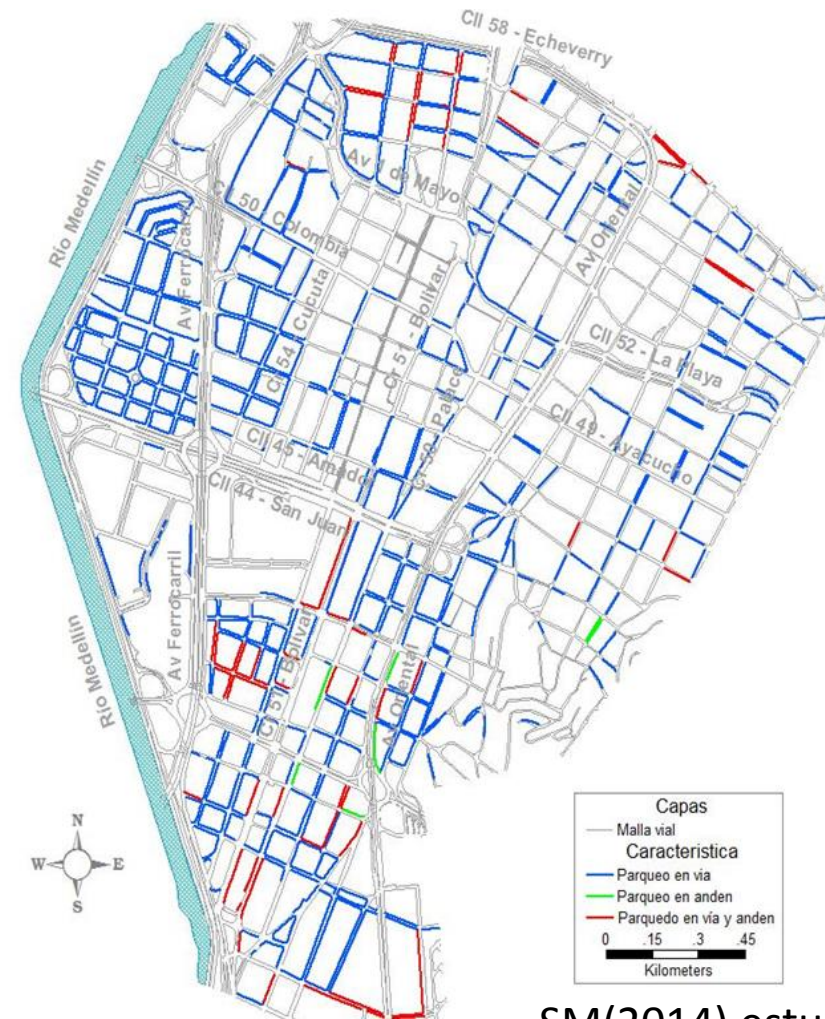 Cll 58 - Echeverry
Río Medellín
Av 1 de Mayo
Cll 50 - Colombia
Av Ferrocarril
Av Oriental
Cr 54 Cucuta
Cr 51 - Bolivar
Cll 52 - La Playa
Palace
Cll 49 - Ayacucho
Cll 45 - Amador
Cll 44 - San Juan
Av Ferrocarril
Río Medellín
Cr 51 - Bolivar
Av Oriental
N
W E
S
Capas
Malla vial
Caracteristica
Parqueo en via
Parqueo en anden
Parquedo en vía y anden
0 .15 .3 .45
Kilometers